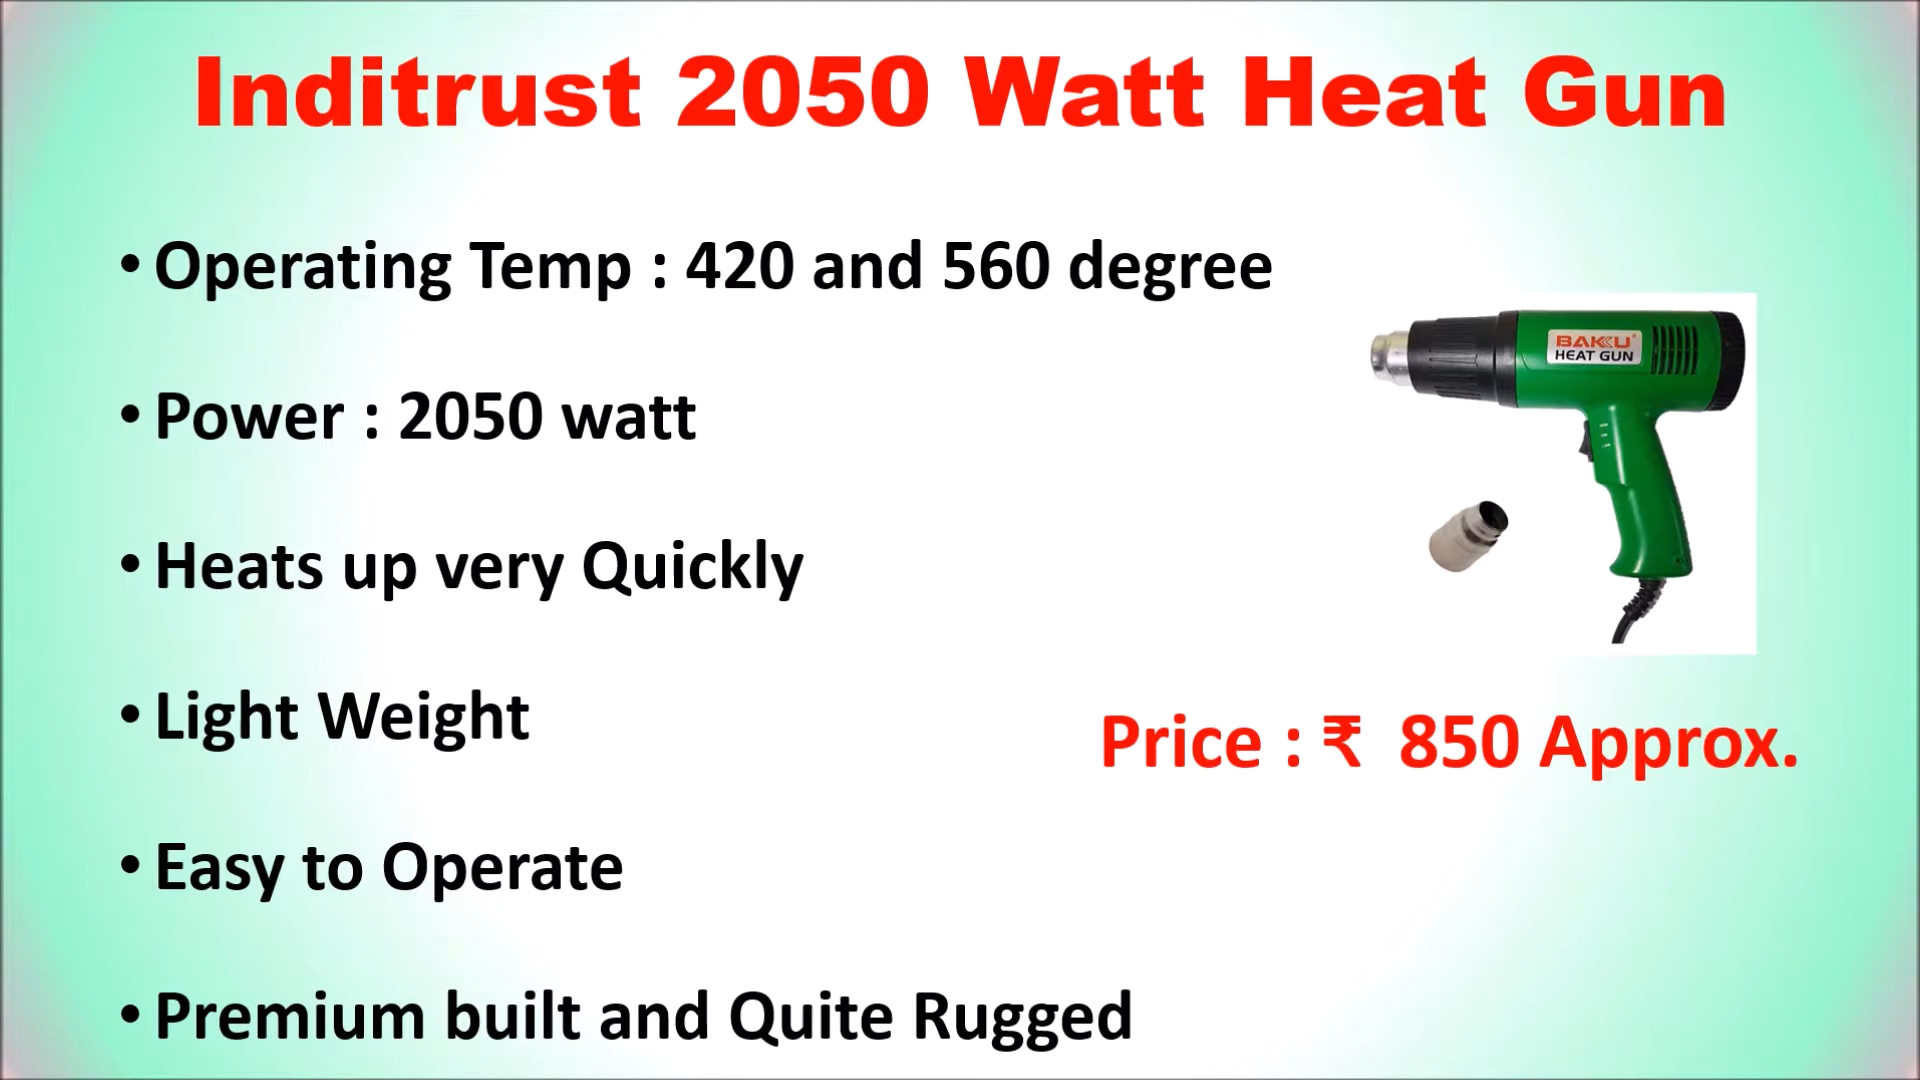 Inditrust 2050 Watt Heat Gun
• Operating Temp : 420 and 560 degree
BAKU
HEAT GUN
• Power : 2050 watt
• Heats up very Quickly
• Light Weight
Price : ₹ 850 Approx.
• Easy to Operate
• Premium built and Quite Rugged